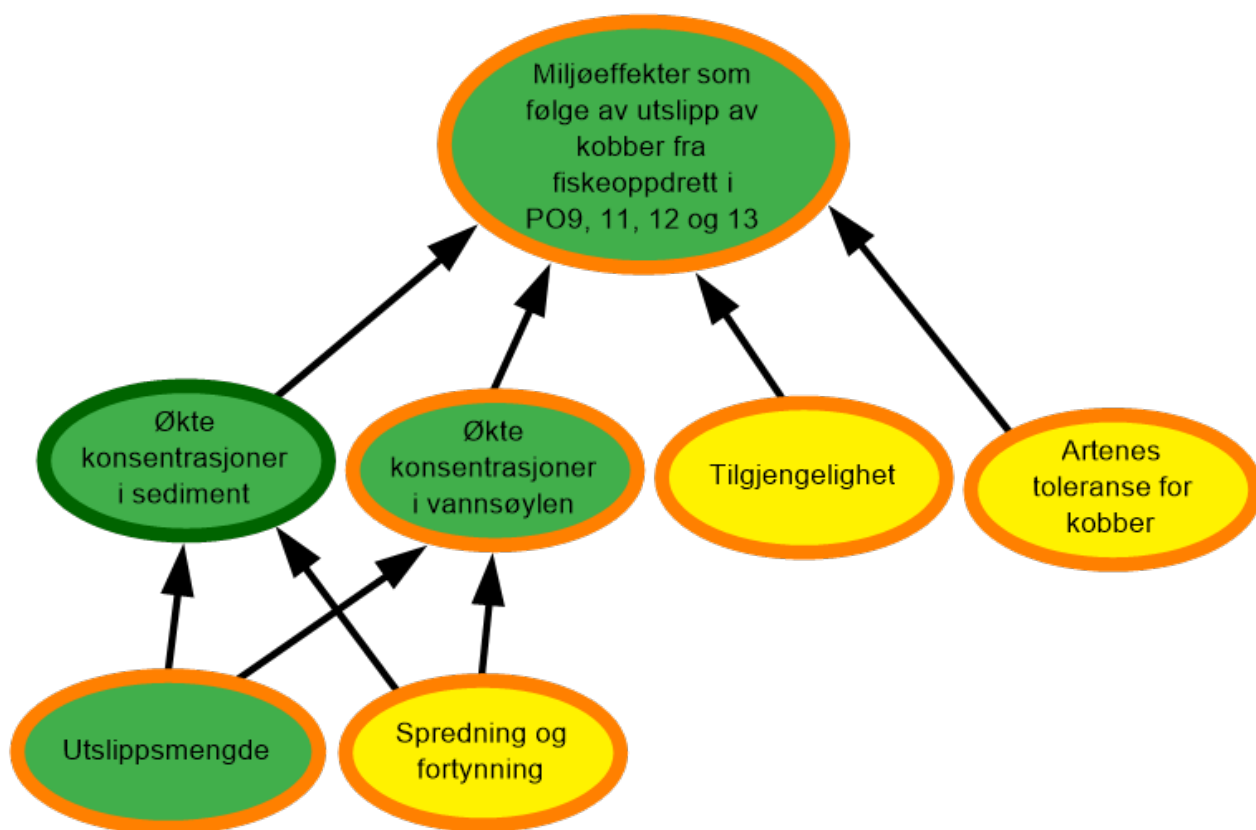 Miljøeffekter som
følge av utslipp av
kobber fra
fiskeoppdrett i
PO9, 11, 12 og 13
Økte
konsentrasjoner
i sediment
Økte
konsentrasjoner
i vannsøylen
Tilgjengelighet
Artenes
toleranse for
kobber
Utslippsmengde
Spredning og
fortynning